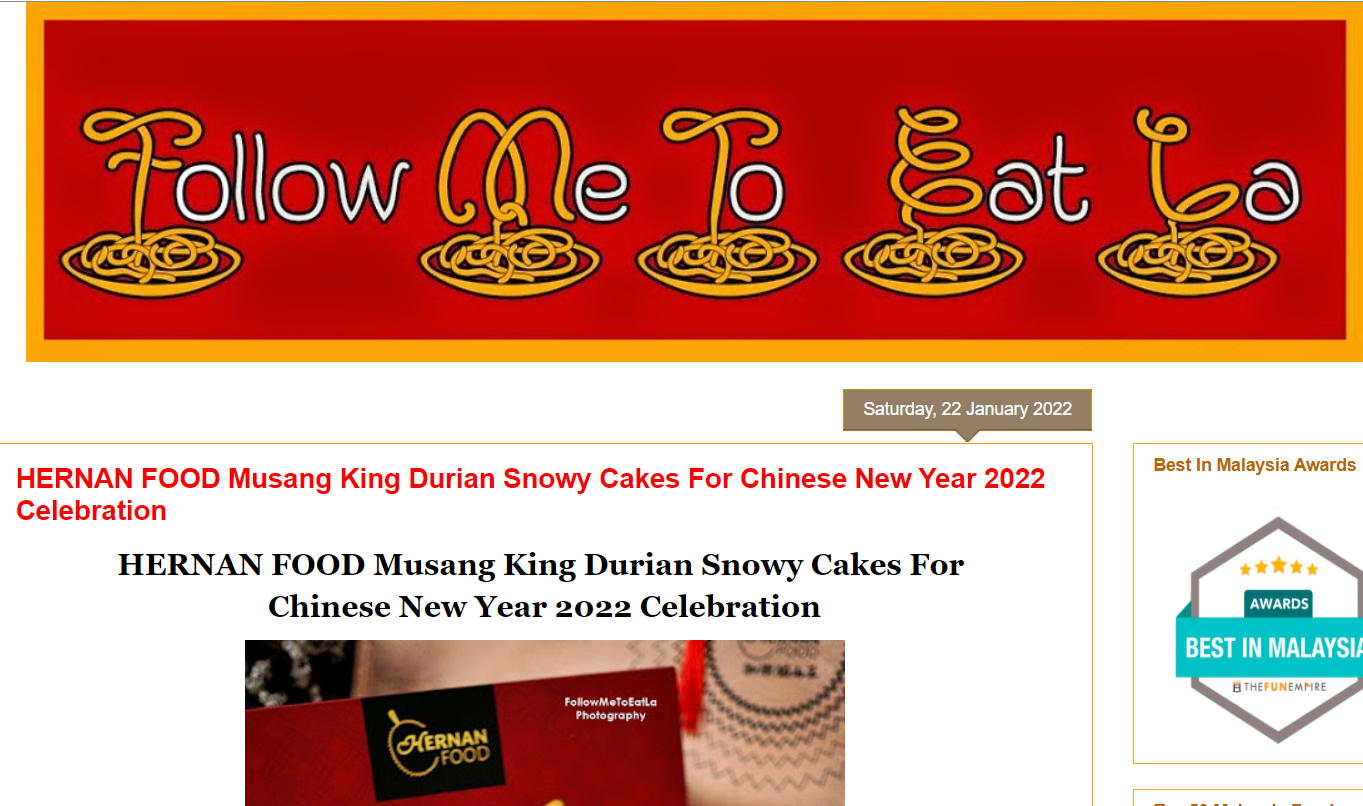 Follow Me To Eat La
Saturday, 22 January 2022
HERNAN FOOD Musang King Durian Snowy Cakes For Chinese New Year 2022
Celebration
HERNAN FOOD Musang King Durian Snowy Cakes For
Chinese New Year 2022 Celebration
FollowMeToEatLa
Photography
HERNAN
FOOD
Best In Malaysia Awards
AWARDS
BEST IN MALAYSIA
THEFUNEMPIRE